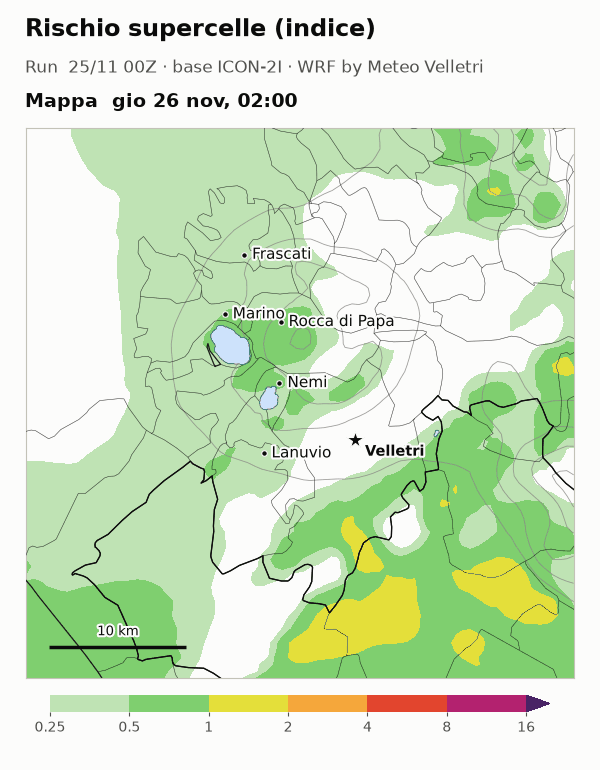 Rischio supercelle (indice)
Run 25/11 00Z · base ICON-2I · WRF by Meteo Velletri
Mappa gio 26 nov, 02:00
Frascati
Marino
Rocca di Papa
Nemi
Velletri
Lanuvio
10 km
0.25 0.5 1 2 4 8 16